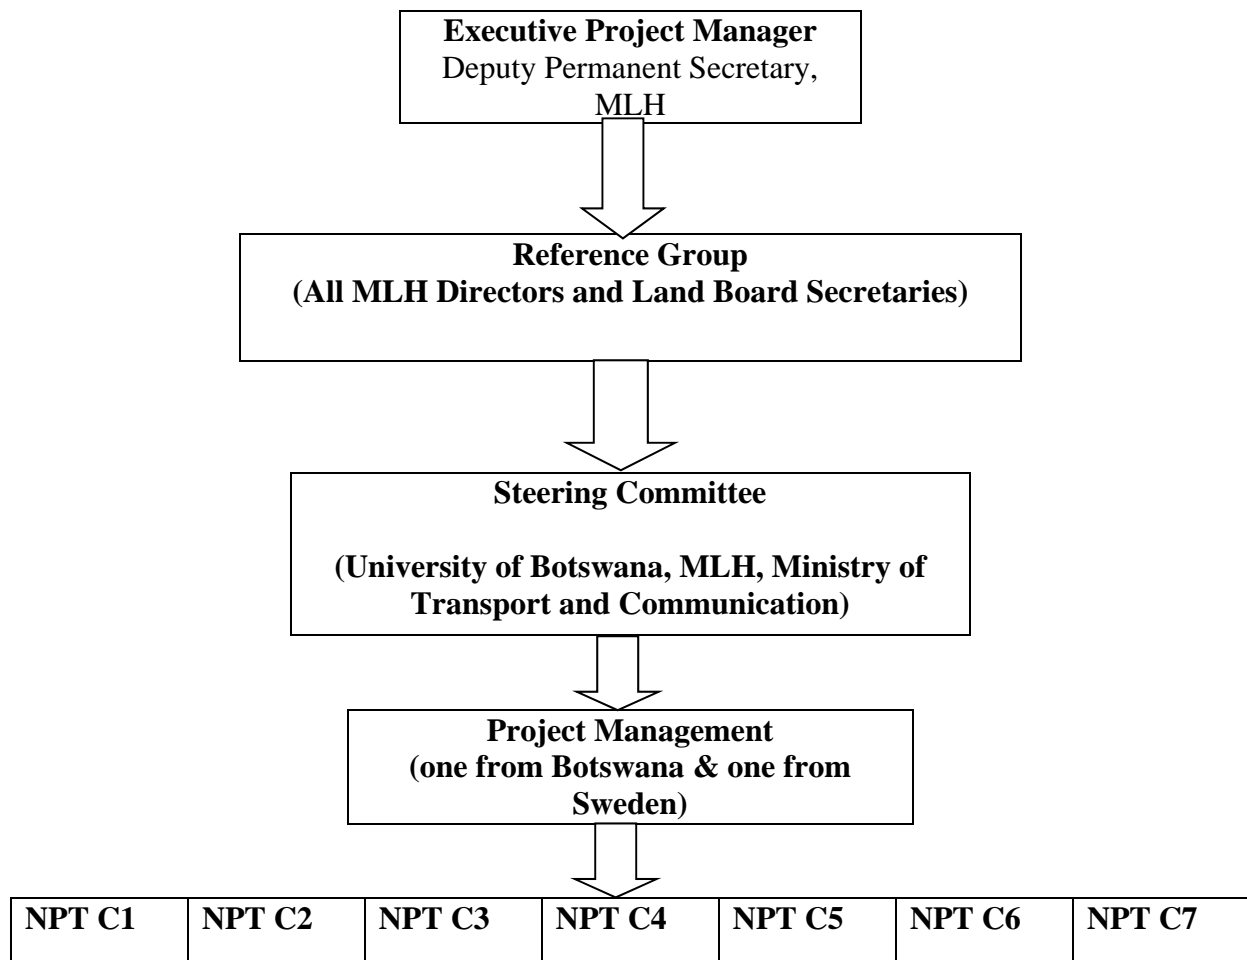 Executive Project Manager
Deputy Permanent Secretary,
MLH
Reference Group
(All MLH Directors and Land Board Secretaries)
Steering Committee
(University of Botswana, MLH, Ministry of
Transport and Communication)
Project Management
(one from Botswana & one from
Sweden)
NPT C1 NPT C2 NPT C3 NPT C4 NPT C5 NPT C6 NPT C7